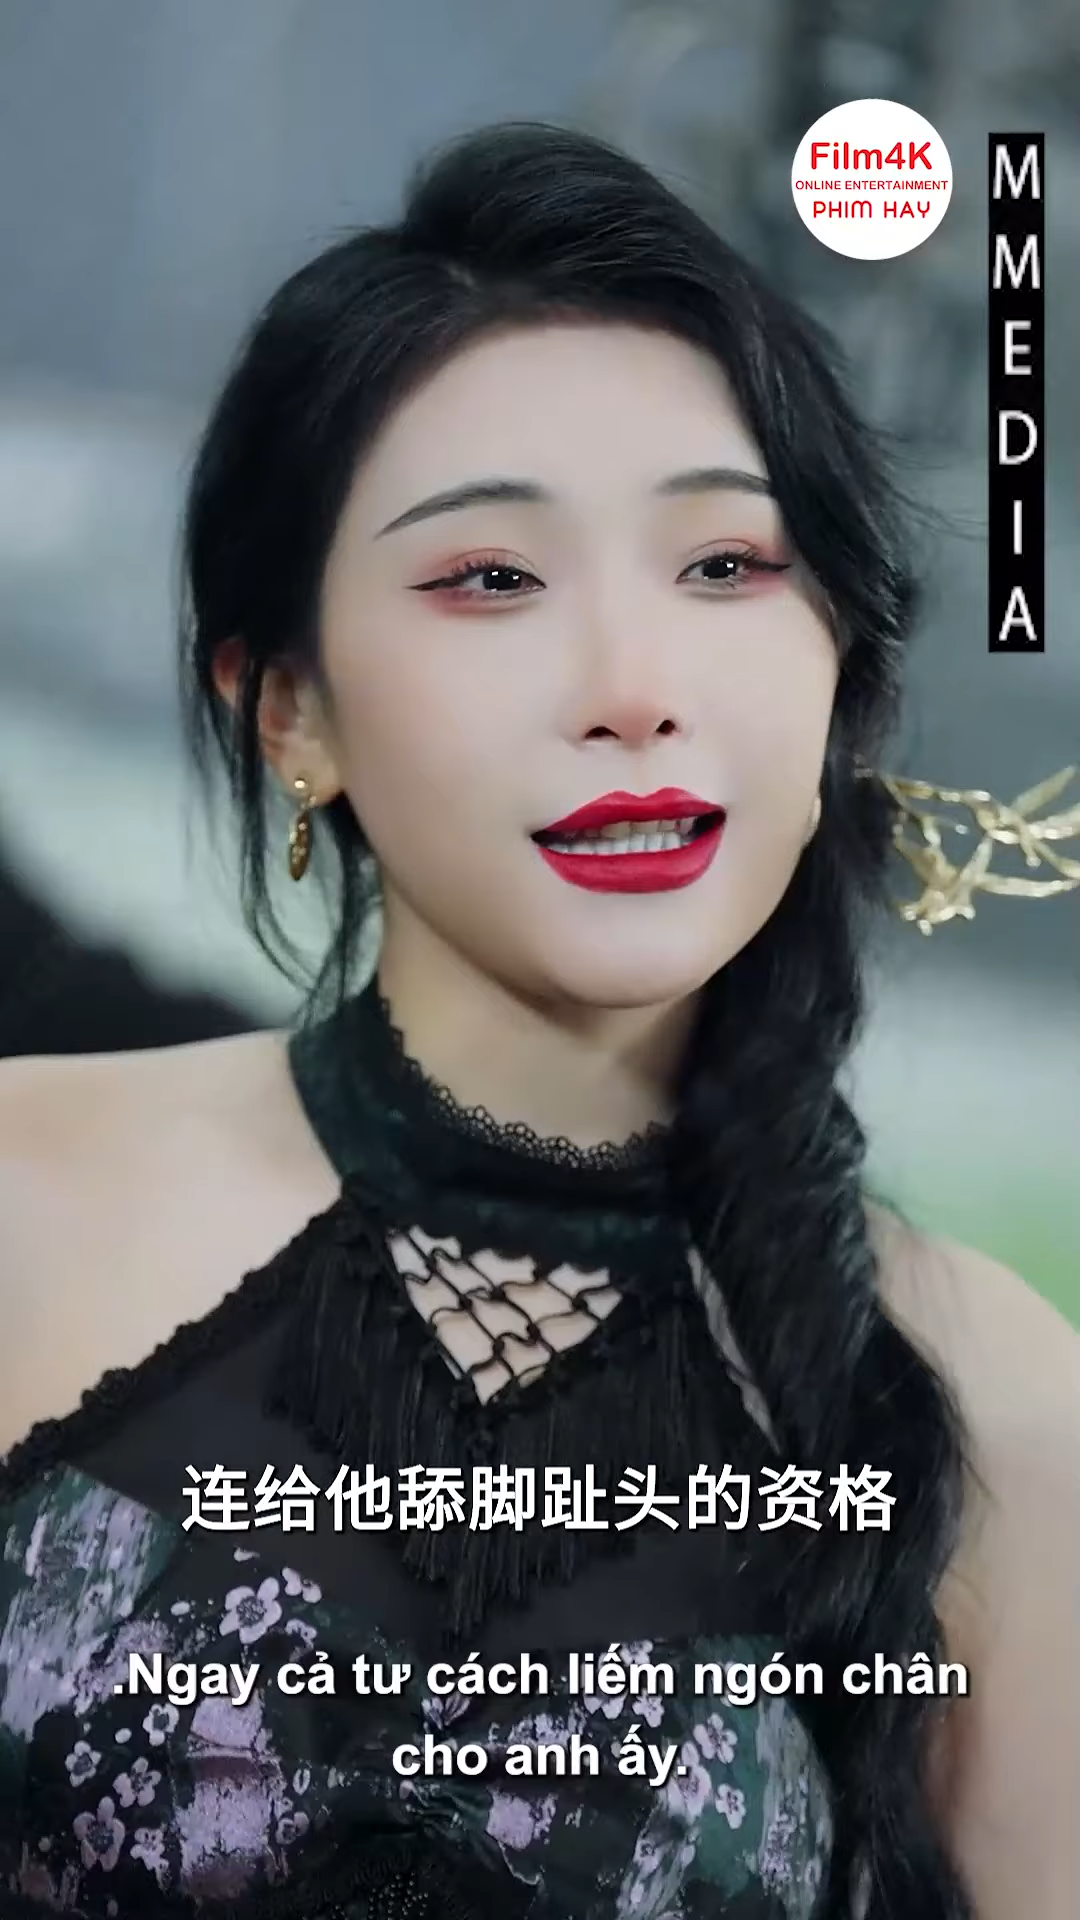 Film4K
ONLINE ENTERTAINMENT
PHIM HAY
MMEDIA
连给他舔脚趾头的资格
.Ngay cả tư cách liếm ngón chân
cho anh ấy.